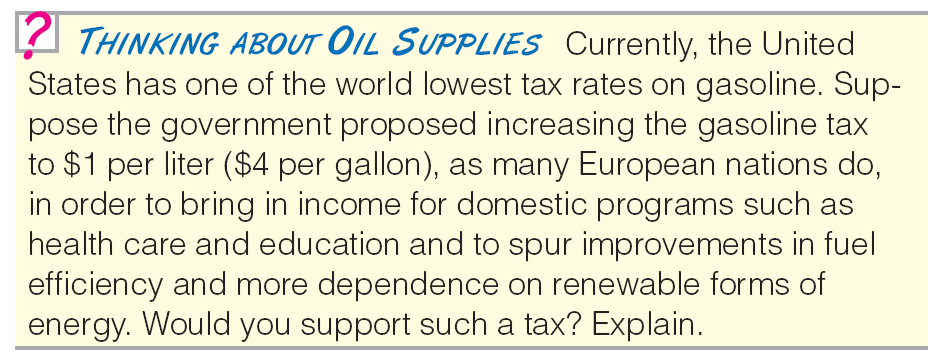 ? THINKING ABOUT OIL SUPPLIES Currently, the United
States has one of the world lowest tax rates on gasoline. Sup-
pose the government proposed increasing the gasoline tax
to $1 per liter ($4 per gallon), as many European nations do,
in order to bring in income for domestic programs such as
health care and education and to spur improvements in fuel
efficiency and more dependence on renewable forms of
energy. Would you support such a tax? Explain.